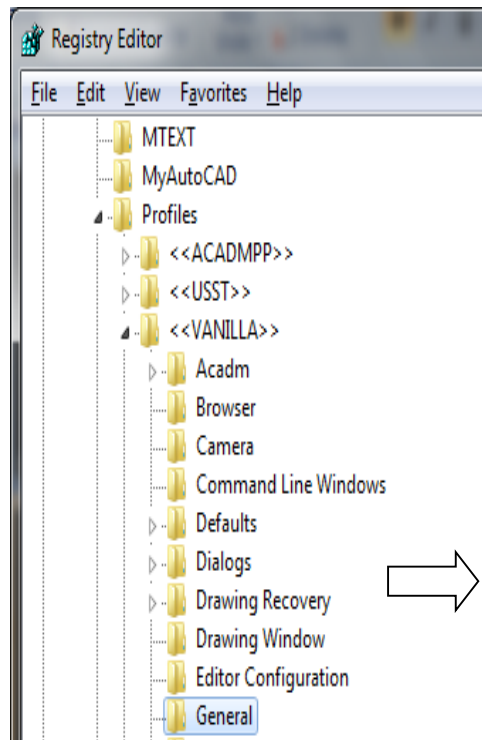 Registry Editor
File Edit View Favorites Help
MTEXT
MyAutoCAD
Profiles
<<ACADMPP>>
<<USST>>
<<VANILLA>>
Acadm
Browser
Camera
Command Line Windows
Defaults
Dialogs
Drawing Recovery
Drawing Window
Editor Configuration
General